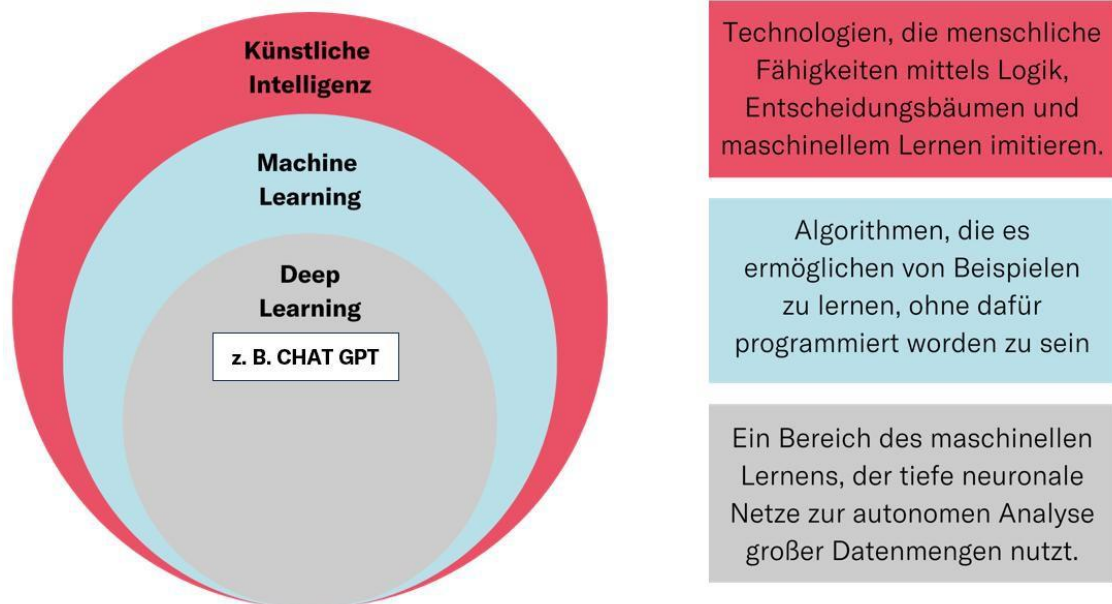 Künstliche
Intelligenz
Machine
Learning
Deep
Learning
z. B. CHAT GPT
Technologien, die menschliche
Fähigkeiten mittels Logik,
Entscheidungsbäumen und
maschinellem Lernen imitieren.
Algorithmen, die es
ermöglichen von Beispielen
zu lernen, ohne dafür
programmiert worden zu sein
Ein Bereich des maschinellen
Lernens, der tiefe neuronale
Netze zur autonomen Analyse
großer Datenmengen nutzt.